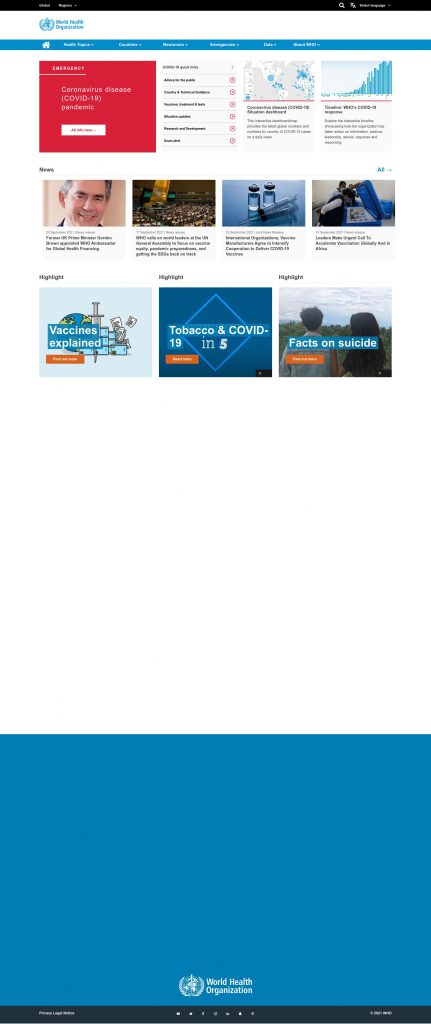 Global Regions Select language
World Health
Organization
Health Topics Countries Newsroom Emergencies Data About WHO
EMERGENCY
Coronavirus disease
(COVID-19)
pandemic
All info here →
COVID-19 quick links
Advice for the public
Country & Technical Guidance
Vaccines, treatment & tests
Situation updates
Research and Development
Scam alert
Coronavirus disease (COVID-19)
Situation dashboard
This interactive dashboard/map
provides the latest global numbers and
numbers by country of COVID-19 cases
on a daily basis.
Timeline: WHO's COVID-19
response
Explore the interactive timeline
showcasing how the organization has
taken action on information, science,
leadership, advice, response and
resourcing.
News
All →
September 2021 | News release
Former UK Prime Minister Gordon
Brown appointed WHO Ambassador
for Global Health Financing
17 September 2021 | News release
WHO calls on world leaders at the UN
General Assembly to focus on vaccine
equity, pandemic preparedness, and
getting the SDGs back on track
September 2021 | Joint News Release
International Organizations, Vaccine
Manufacturers Agree to Intensify
Cooperation to Deliver COVID-19
Vaccines
14 September 2021 | News release
Leaders Make Urgent Call To
Accelerate Vaccination Globally And In
Africa
Highlight
Vaccines
explained
Find out more
Highlight
Tobacco & COVID-
19
in 5
Read more
Highlight
Facts on suicide
Find out more
World Health
Organization
Privacy Legal Notice
© 2021 WHO